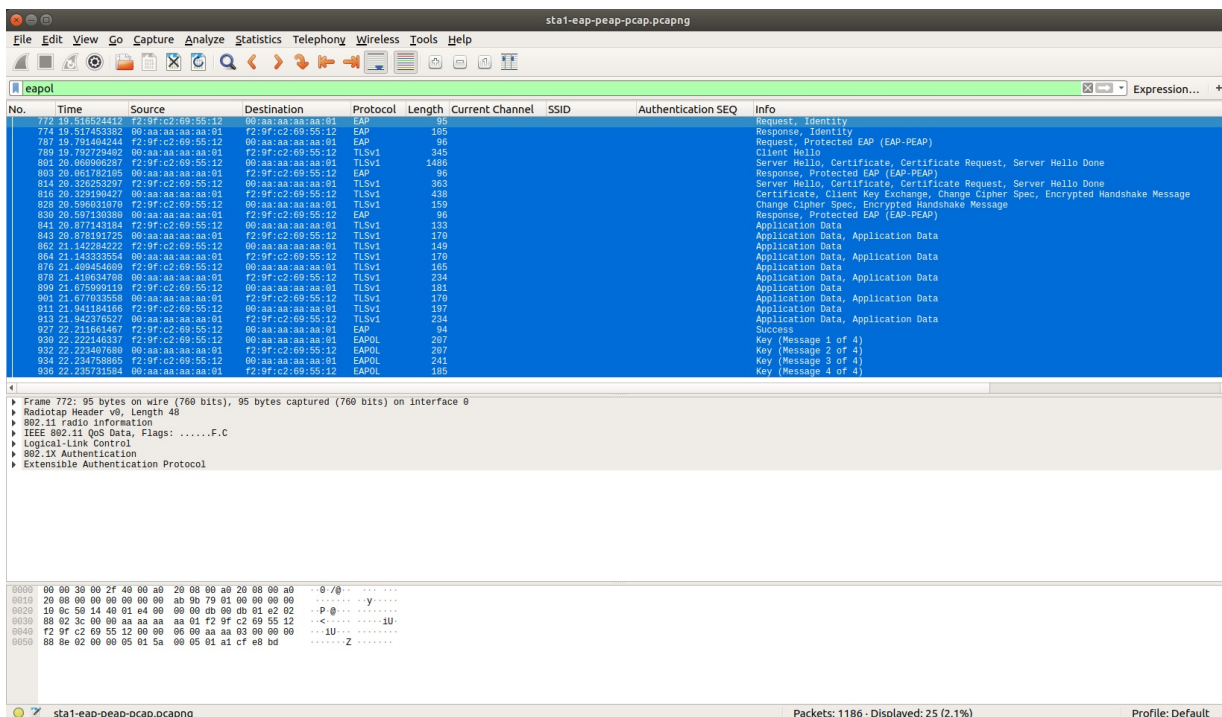 sta1-eap-peap-pcap.pcapng
File Edit View Go Capture Analyze Statistics Telephony Wireless Tools Help
eapol Expression... +
No. Time Source Destination Protocol Length Current Channel SSID Authentication SEQ Info
772 19.516524412 f2:9f:c2:69:55:12 00:aa:aa:aa:aa:01 EAP 95 Request, Identity
774 19.517453382 00:aa:aa:aa:aa:01 f2:9f:c2:69:55:12 EAP 105 Response, Identity
787 19.791404244 f2:9f:c2:69:55:12 00:aa:aa:aa:aa:01 EAP 96 Request, Protected EAP (EAP-PEAP)
789 19.792729402 00:aa:aa:aa:aa:01 f2:9f:c2:69:55:12 TLSv1 345 Client Hello
801 20.060906287 f2:9f:c2:69:55:12 00:aa:aa:aa:aa:01 TLSv1 1486 Server Hello, Certificate, Certificate Request, Server Hello Done
803 20.061782105 00:aa:aa:aa:aa:01 f2:9f:c2:69:55:12 EAP 96 Response, Protected EAP (EAP-PEAP)
814 20.326253297 f2:9f:c2:69:55:12 00:aa:aa:aa:aa:01 TLSv1 363 Server Hello, Certificate, Certificate Request, Server Hello Done
816 20.329190427 00:aa:aa:aa:aa:01 f2:9f:c2:69:55:12 TLSv1 438 Certificate, Client Key Exchange, Change Cipher Spec, Encrypted Handshake Message
828 20.596031070 f2:9f:c2:69:55:12 00:aa:aa:aa:aa:01 TLSv1 159 Change Cipher Spec, Encrypted Handshake Message
830 20.597130380 00:aa:aa:aa:aa:01 f2:9f:c2:69:55:12 EAP 96 Response, Protected EAP (EAP-PEAP)
841 20.877143184 f2:9f:c2:69:55:12 00:aa:aa:aa:aa:01 TLSv1 133 Application Data
843 20.878191725 00:aa:aa:aa:aa:01 f2:9f:c2:69:55:12 TLSv1 170 Application Data, Application Data
862 21.142284222 f2:9f:c2:69:55:12 00:aa:aa:aa:aa:01 TLSv1 149 Application Data
864 21.143333554 00:aa:aa:aa:aa:01 f2:9f:c2:69:55:12 TLSv1 170 Application Data, Application Data
876 21.409454609 f2:9f:c2:69:55:12 00:aa:aa:aa:aa:01 TLSv1 165 Application Data
878 21.410634708 00:aa:aa:aa:aa:01 f2:9f:c2:69:55:12 TLSv1 234 Application Data, Application Data
899 21.675999119 f2:9f:c2:69:55:12 00:aa:aa:aa:aa:01 TLSv1 181 Application Data
901 21.677033558 00:aa:aa:aa:aa:01 f2:9f:c2:69:55:12 TLSv1 170 Application Data, Application Data
911 21.941184166 f2:9f:c2:69:55:12 00:aa:aa:aa:aa:01 TLSv1 197 Application Data
913 21.942376527 00:aa:aa:aa:aa:01 f2:9f:c2:69:55:12 TLSv1 234 Application Data, Application Data
927 22.211661467 f2:9f:c2:69:55:12 00:aa:aa:aa:aa:01 EAP 94 Success
930 22.222146337 f2:9f:c2:69:55:12 00:aa:aa:aa:aa:01 EAPOL 207 Key (Message 1 of 4)
932 22.223407680 00:aa:aa:aa:aa:01 f2:9f:c2:69:55:12 EAPOL 207 Key (Message 2 of 4)
934 22.234758865 f2:9f:c2:69:55:12 00:aa:aa:aa:aa:01 EAPOL 241 Key (Message 3 of 4)
936 22.235731584 00:aa:aa:aa:aa:01 f2:9f:c2:69:55:12 EAPOL 185 Key (Message 4 of 4)
Frame 772: 95 bytes on wire (760 bits), 95 bytes captured (760 bits) on interface 0
Radiotap Header v0, Length 48
802.11 radio information
IEEE 802.11 QoS Data, Flags: ......F.C
Logical-Link Control
802.1X Authentication
Extensible Authentication Protocol
0000 00 00 30 00 2f 40 00 a0 20 08 00 a0 20 08 00 a0 ··0·/@·· ··· ···
0010 20 08 00 00 00 00 00 00 ab 9b 79 01 00 00 00 00 ······· ··y·····
0020 10 0c 50 14 40 01 e4 00 00 00 db 00 db 01 e2 02 ··P·@··· ········
0030 88 02 3c 00 00 aa aa aa aa 01 f2 9f c2 69 55 12 ··<····· ·····iU·
0040 f2 9f c2 69 55 12 00 00 06 00 aa aa 03 00 00 00 ···iU··· ········
0050 88 8e 02 00 00 05 01 5a 00 05 01 a1 cf e8 bd ·······Z ·······
sta1-eap-peap-pcap.pcapng Packets: 1186 · Displayed: 25 (2.1%) Profile: Default